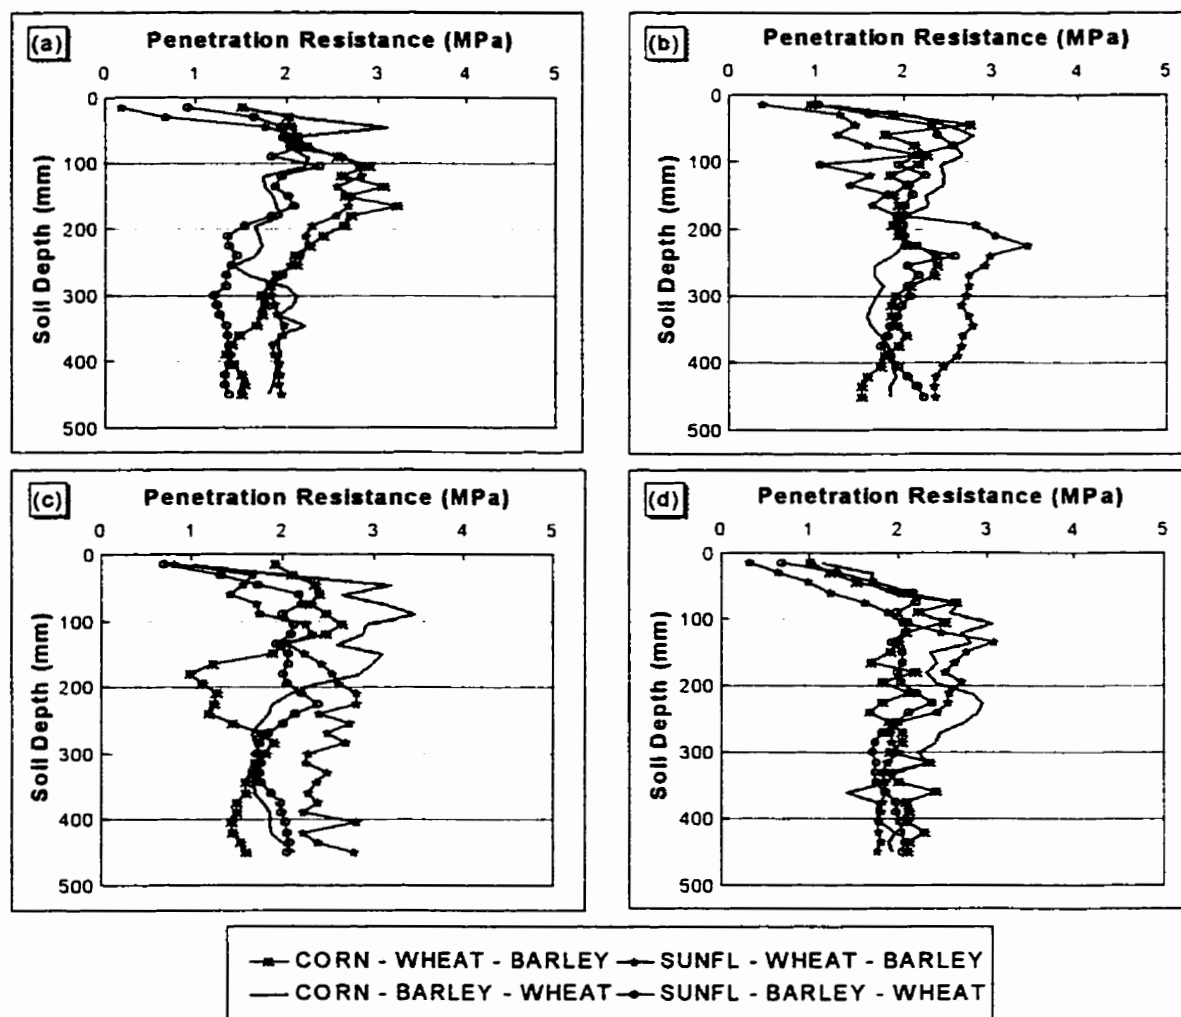 (a) Penetration Resistance (MPa)
0 1 2 3 4 5
Soil Depth (mm)
0
100
200
300
400
500
(b) Penetration Resistance (MPa)
0 1 2 3 4 5
Soil Depth (mm)
0
100
200
300
400
500
(c) Penetration Resistance (MPa)
0 1 2 3 4 5
Soil Depth (mm)
0
100
200
300
400
500
(d) Penetration Resistance (MPa)
0 1 2 3 4 5
Soil Depth (mm)
0
100
200
300
400
500
CORN - WHEAT - BARLEY SUNFL - WHEAT - BARLEY
CORN - BARLEY - WHEAT SUNFL - BARLEY - WHEAT